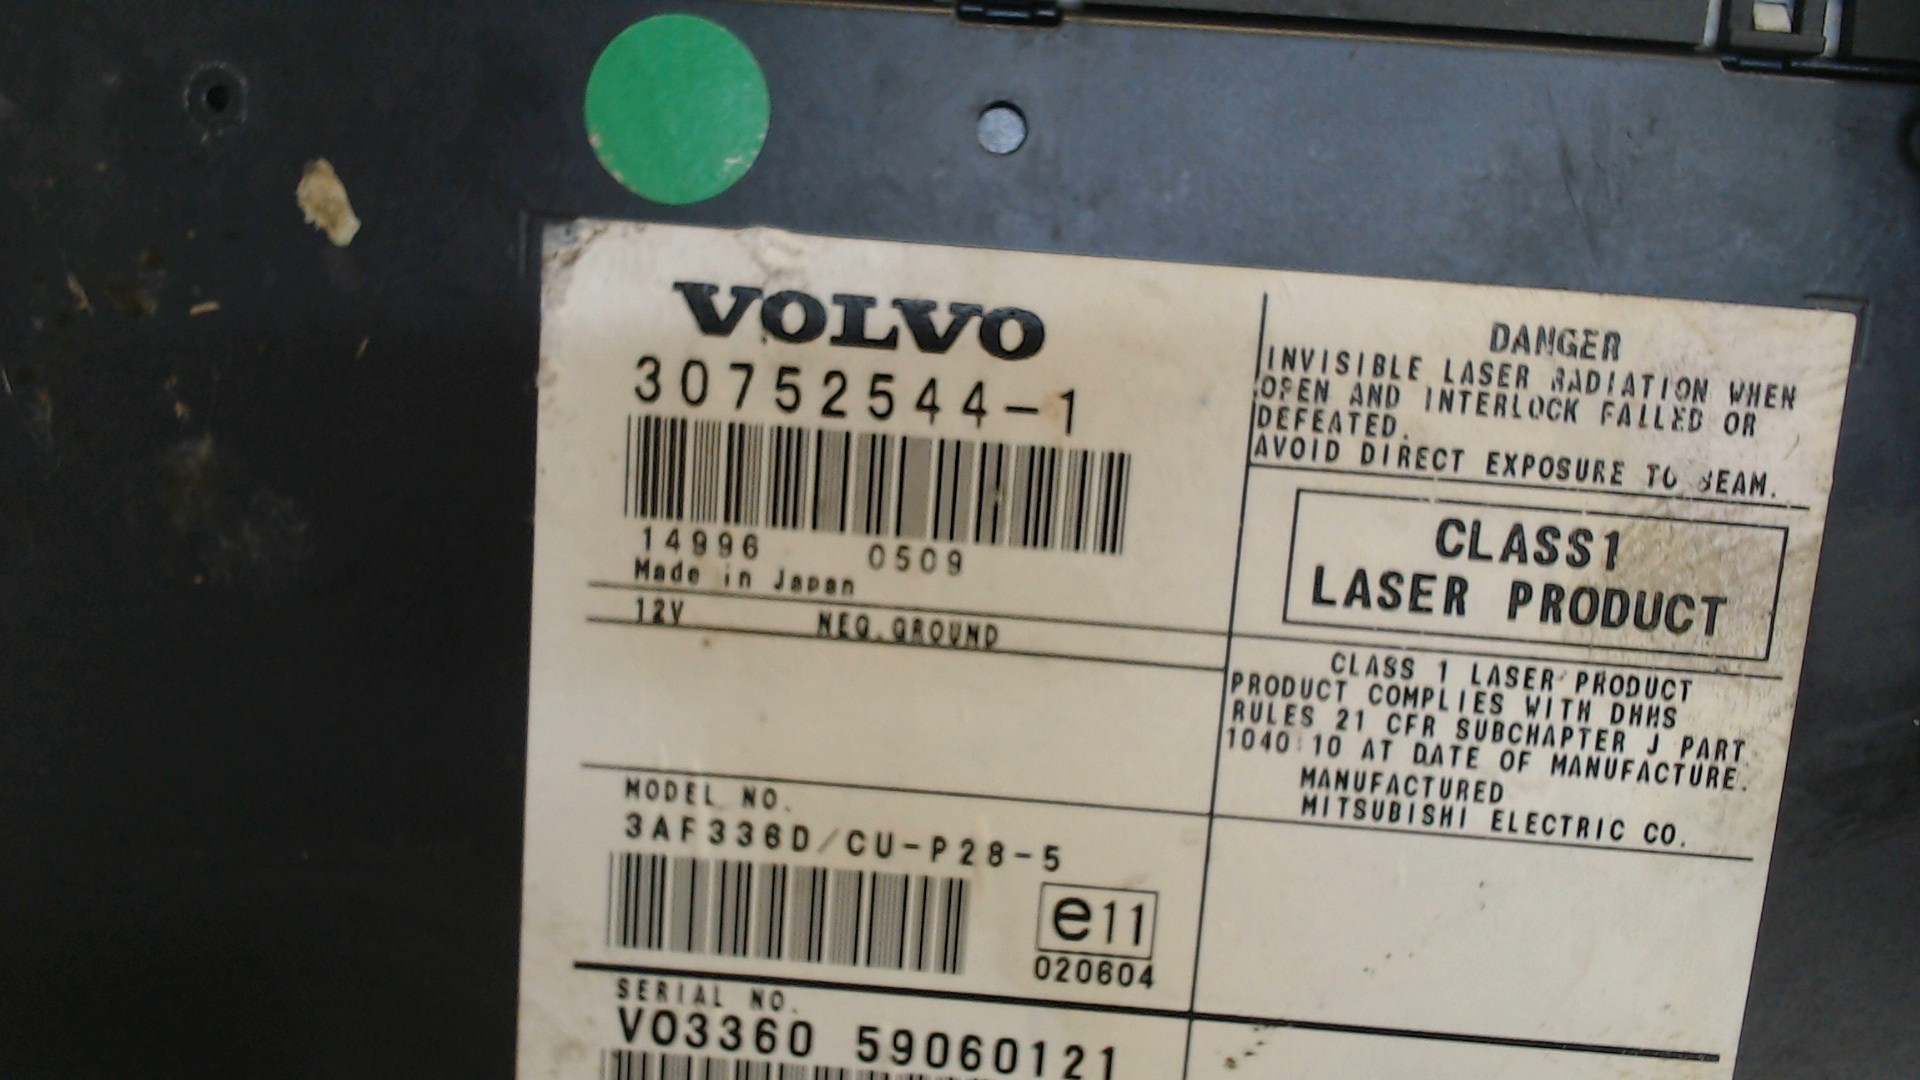 VOLVO
30752544-1
14996 0509
Made in Japan
12V NEG.GROUND
MODEL NO.
3AF336D/CU-P28-5
e11
020604
SERIAL NO.
VO3360 59060121
DANGER
INVISIBLE LASER RADIATION WHEN
OPEN AND INTERLOCK FALLED OR
DEFEATED.
AVOID DIRECT EXPOSURE TO BEAM.
CLASS1
LASER PRODUCT
CLASS 1 LASER PRODUCT
PRODUCT COMPLIES WITH DHHS
RULES 21 CFR SUBCHAPTER J PART
1040:10 AT DATE OF MANUFACTURE.
MANUFACTURED
MITSUBISHI ELECTRIC CO.